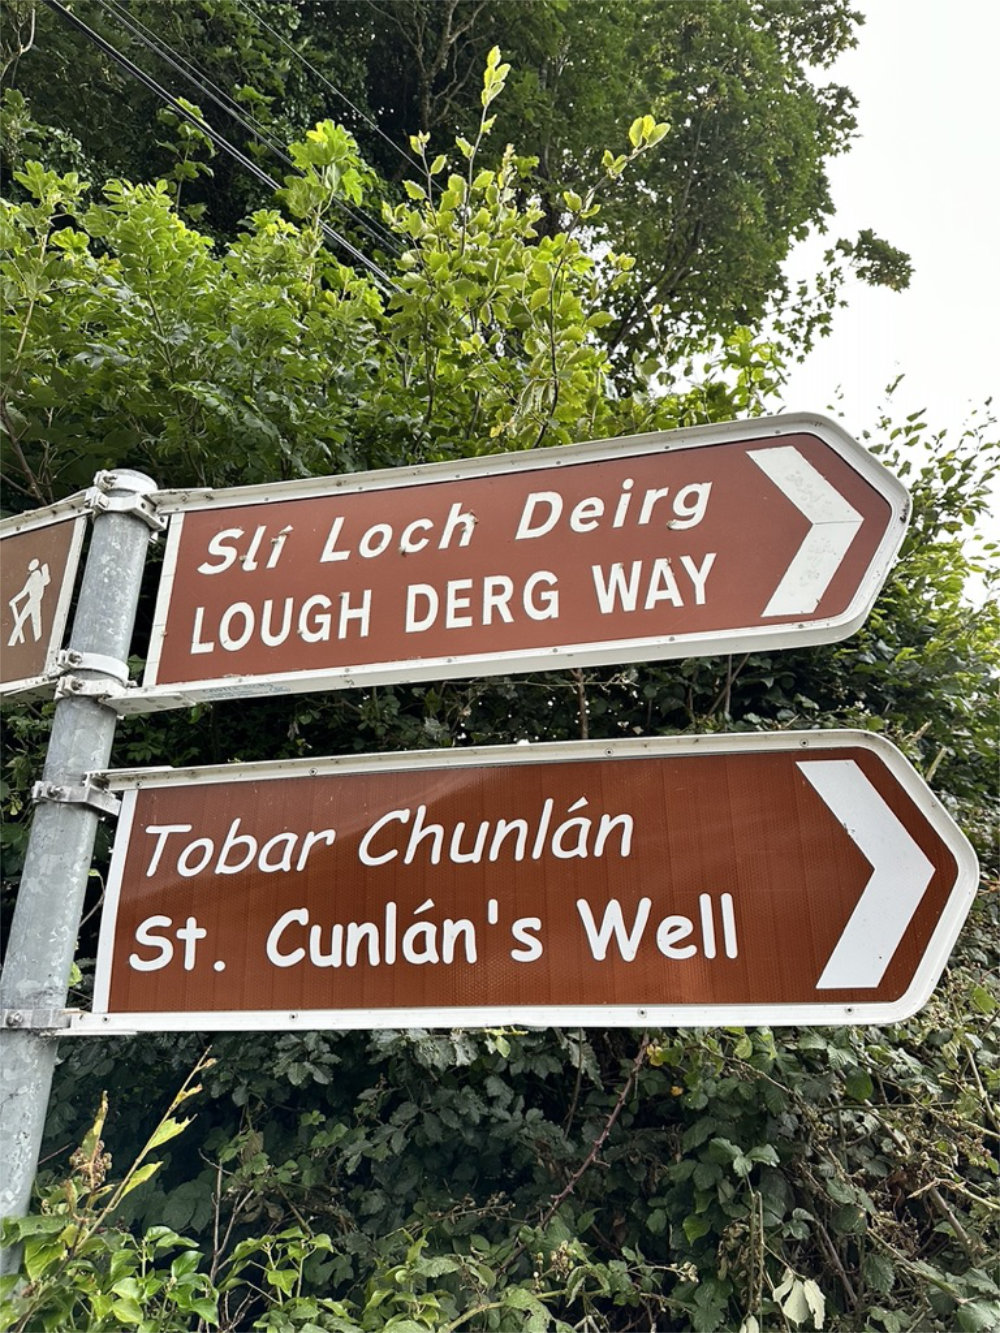 Slí Loch Deirg
LOUGH DERG WAY
Tobar Chunlán
St. Cunlán's Well